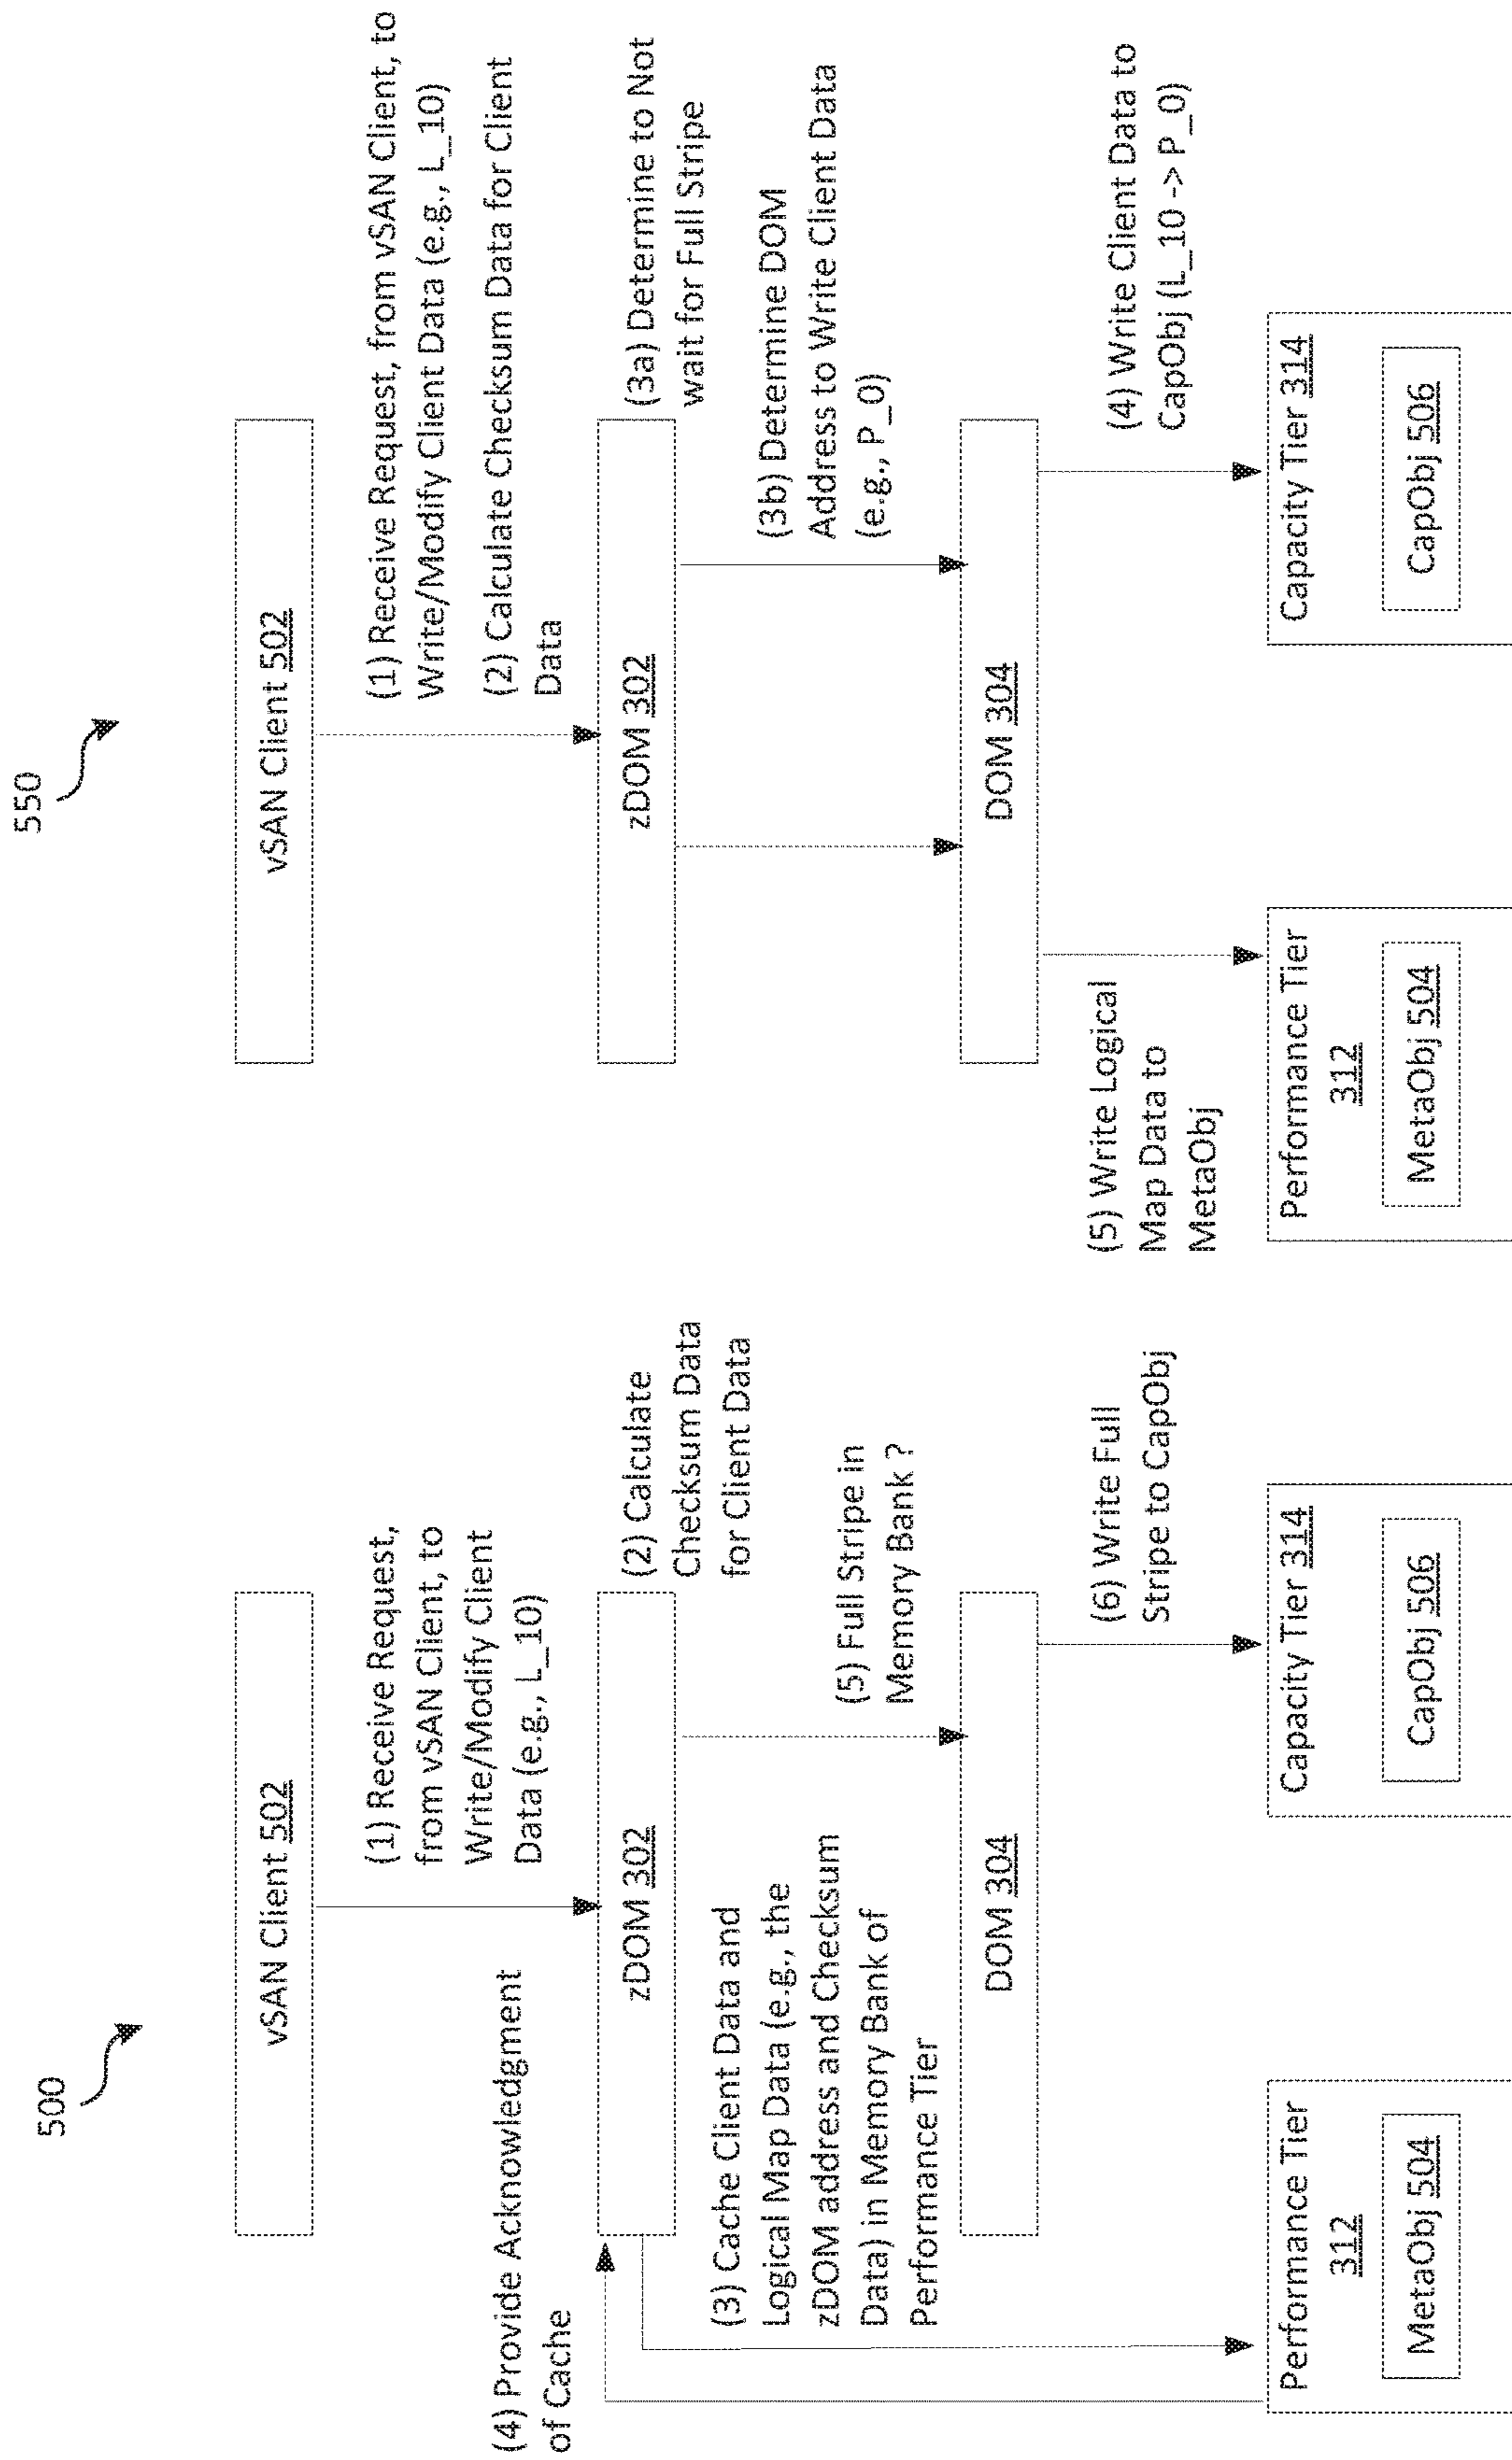 500
vSAN Client 502
(1) Receive Request,
from vSAN Client, to
Write/Modify Client
Data (e.g., L_10)
(4) Provide Acknowledgment
of Cache
zDOM 302
(2) Calculate
Checksum Data
for Client Data
(3) Cache Client Data and
Logical Map Data (e.g., the
zDOM address and Checksum
Data) in Memory Bank of
Performance Tier
(5) Full Stripe in
Memory Bank ?
DOM 304
(6) Write Full
Stripe to CapObj
Performance Tier
312
MetaObj 504
Capacity Tier 314
CapObj 506
550
vSAN Client 502
(1) Receive Request, from vSAN Client, to
Write/Modify Client Data (e.g., L_10)
(2) Calculate Checksum Data for Client
Data
zDOM 302
(3a) Determine to Not
wait for Full Stripe
(3b) Determine DOM
Address to Write Client Data
(e.g., P_0)
DOM 304
(4) Write Client Data to
CapObj (L_10 -> P_0)
(5) Write Logical
Map Data to
MetaObj
Performance Tier
312
MetaObj 504
Capacity Tier 314
CapObj 506